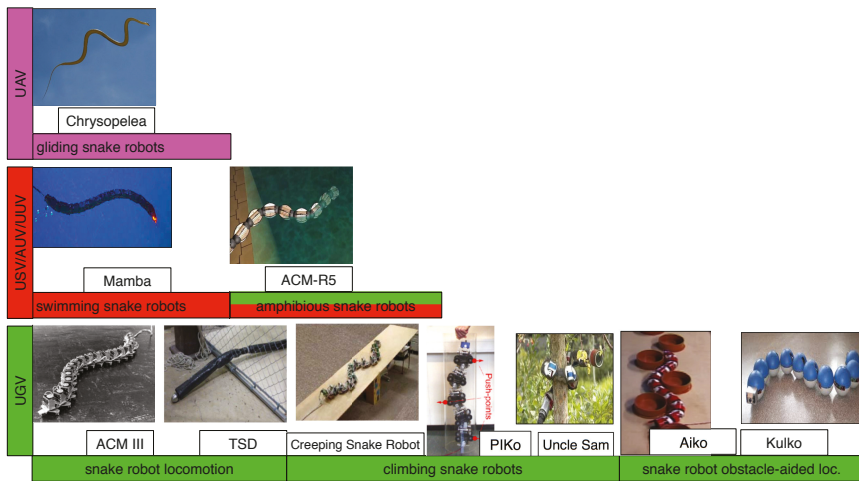 UAV
Chrysopelea
gliding snake robots
USV/AUV/UUV
Mamba
ACM-R5
swimming snake robots
amphibious snake robots
UGV
Push-points
ACM III
TSD
Creeping Snake Robot
PIKo
Uncle Sam
Aiko
Kulko
snake robot locomotion
climbing snake robots
snake robot obstacle-aided loc.